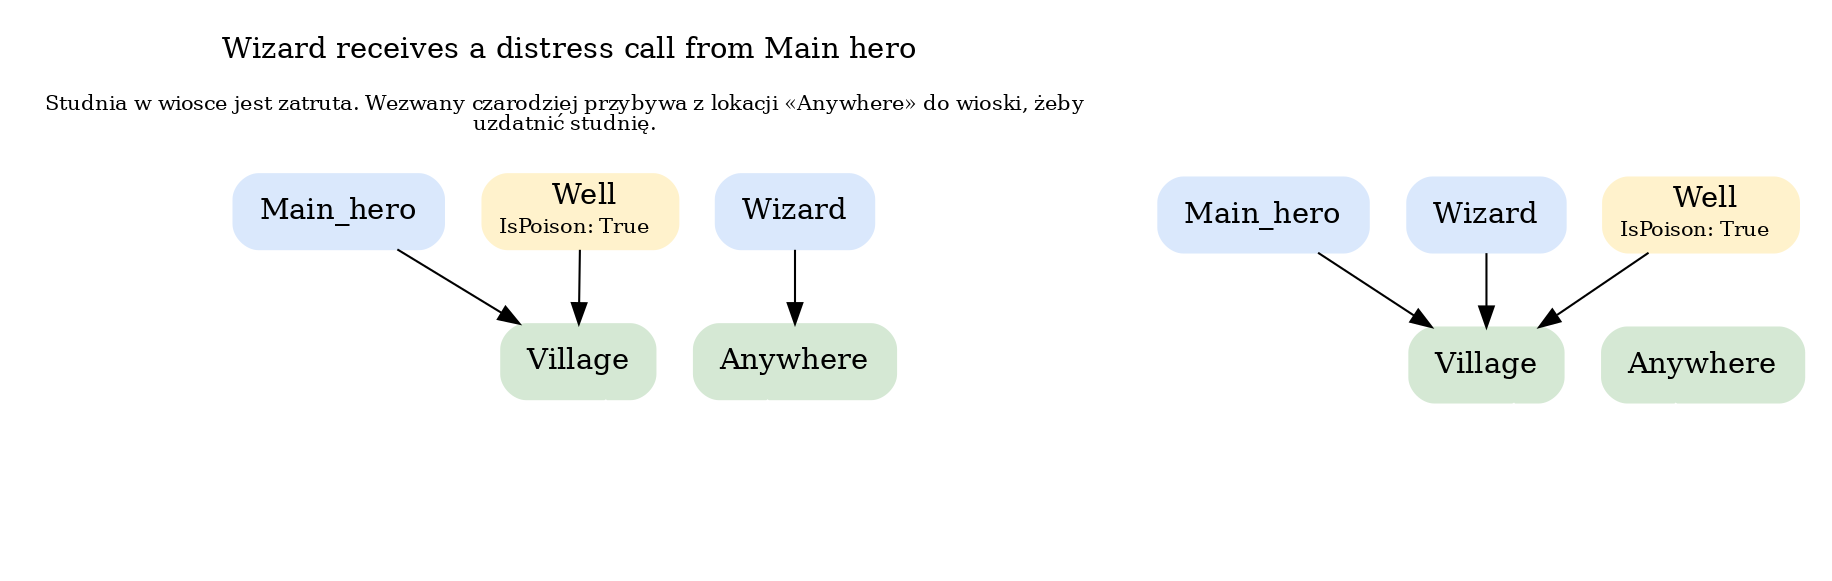 Wizard receives a distress call from Main hero
Studnia w wiosce jest zatruta. Wezwany czarodziej przybywa z lokacji «Anywhere» do wioski, żeby
uzdatnić studnię.
Main_hero
Well
IsPoison: True
Wizard
Village
Anywhere
Main_hero
Wizard
Well
IsPoison: True
Village
Anywhere